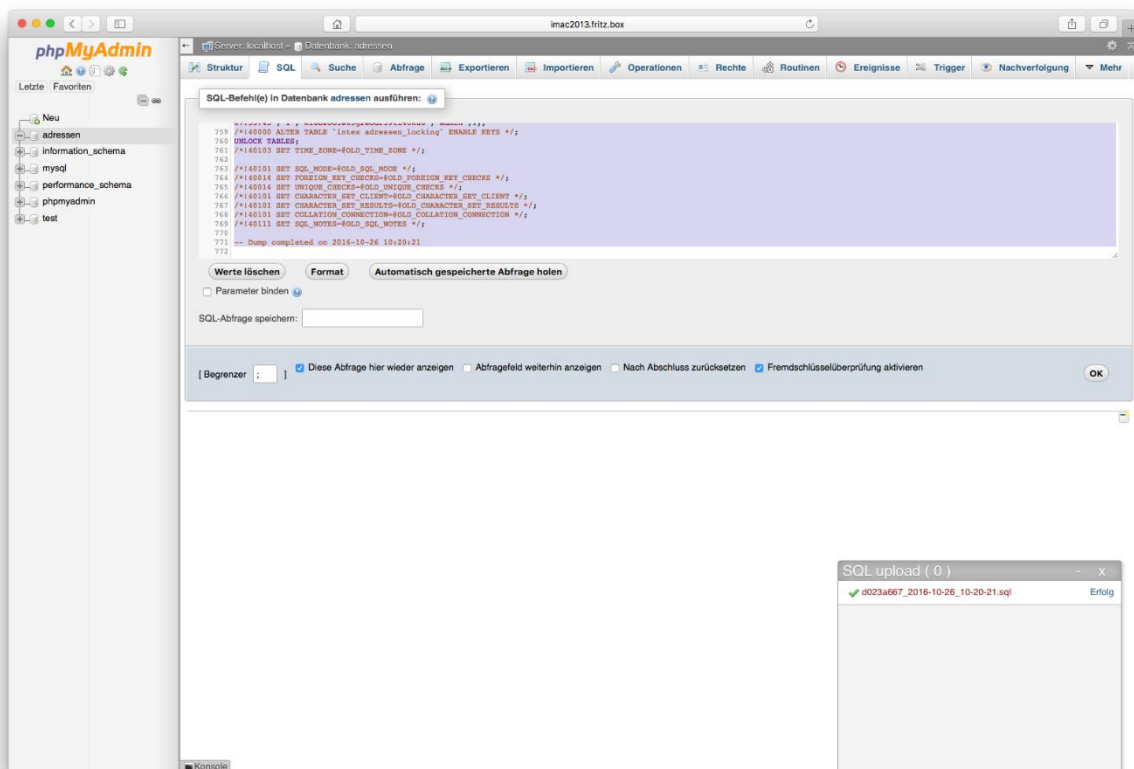 imac2013.fritz.box
phpMyAdmin
Letzte Favoriten
Neu
adressen
information_schema
mysql
performance_schema
phpmyadmin
test
Server: localhost » Datenbank: adressen
Struktur SQL Suche Abfrage Exportieren Importieren Operationen Rechte Routinen Ereignisse Trigger Nachverfolgung Mehr
SQL-Befehl(e) in Datenbank adressen ausführen:
759 /*!40000 ALTER TABLE `intex adressen_locking` ENABLE KEYS */;
760 UNLOCK TABLES;
761 /*!40103 SET TIME_ZONE=@OLD_TIME_ZONE */;
762
763 /*!40101 SET SQL_MODE=@OLD_SQL_MODE */;
764 /*!40014 SET FOREIGN_KEY_CHECKS=@OLD_FOREIGN_KEY_CHECKS */;
765 /*!40014 SET UNIQUE_CHECKS=@OLD_UNIQUE_CHECKS */;
766 /*!40101 SET CHARACTER_SET_CLIENT=@OLD_CHARACTER_SET_CLIENT */;
767 /*!40101 SET CHARACTER_SET_RESULTS=@OLD_CHARACTER_SET_RESULTS */;
768 /*!40101 SET COLLATION_CONNECTION=@OLD_COLLATION_CONNECTION */;
769 /*!40111 SET SQL_NOTES=@OLD_SQL_NOTES */;
770
771 -- Dump completed on 2016-10-26 10:20:21
772
Werte löschen Format Automatisch gespeicherte Abfrage holen
Parameter binden
SQL-Abfrage speichern:
[ Begrenzer ; ] Diese Abfrage hier wieder anzeigen Abfragefeld weiterhin anzeigen Nach Abschluss zurücksetzen Fremdschlüsselüberprüfung aktivieren OK
SQL upload ( 0 ) - x
d023a667_2016-10-26_10-20-21.sql Erfolg
Konsole